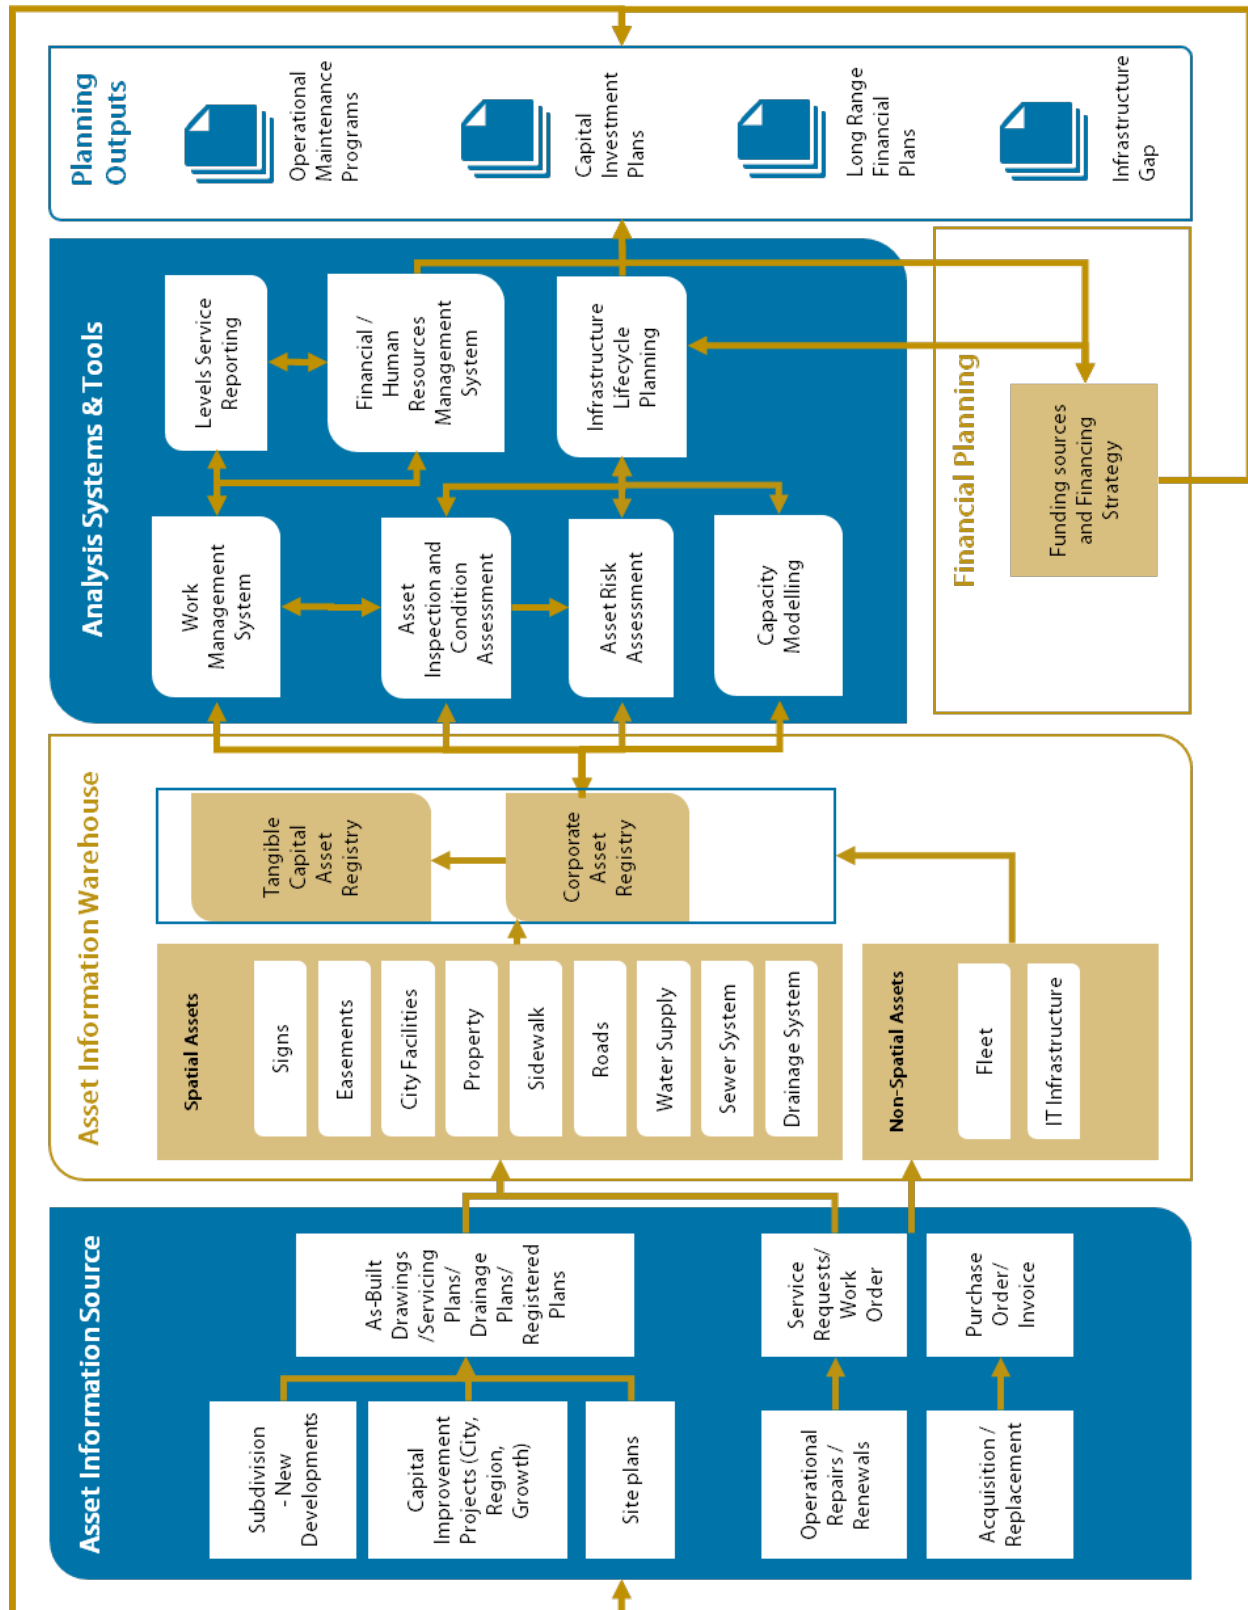 Asset Information Source
Subdivision
- New
Developments
Capital
Improvement
Projects (City,
Region,
Growth)
Site plans
Operational
Repairs /
Renewals
Acquisition /
Replacement
As-Built
Drawings
/Servicing
Plans/
Drainage
Plans/
Registered
Plans
Service
Requests/
Work
Order
Purchase
Order/
Invoice
Asset Information Warehouse
Spatial Assets
Signs
Easements
City Facilities
Property
Sidewalk
Roads
Water Supply
Sewer System
Drainage System
Non-Spatial Assets
Fleet
IT Infrastructure
Tangible
Capital
Asset
Registry
Corporate
Asset
Registry
Analysis Systems & Tools
Work
Management
System
Asset
Inspection and
Condition
Assessment
Asset Risk
Assessment
Capacity
Modelling
Levels Service
Reporting
Financial /
Human
Resources
Management
System
Infrastructure
Lifecycle
Planning
Financial Planning
Funding sources
and Financing
Strategy
Planning
Outputs
Operational
Maintenance
Programs
Capital
Investment
Plans
Long Range
Financial
Plans
Infrastructure
Gap